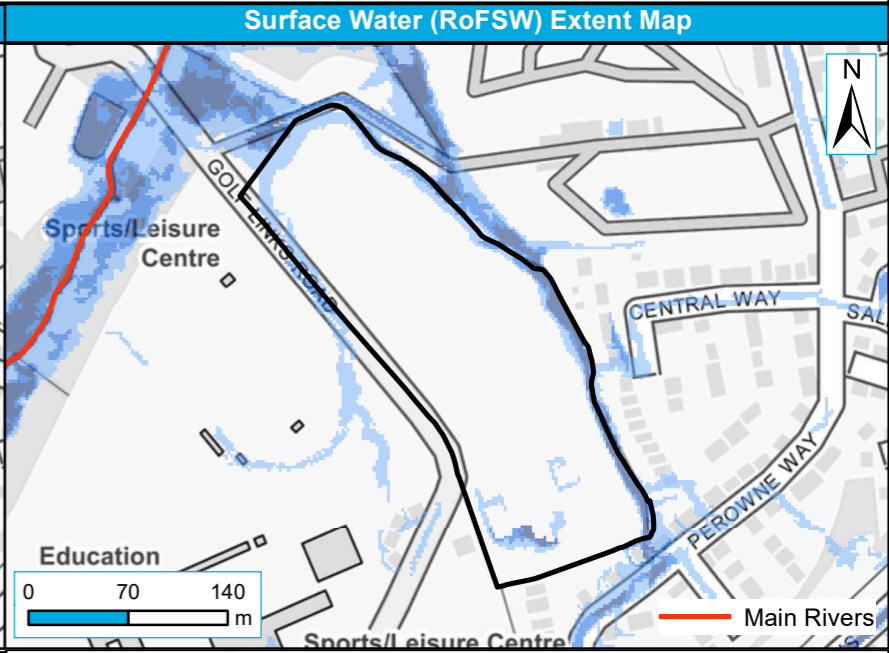 Surface Water (RoFSW) Extent Map
N
GOLF LINKS ROAD
Sports/Leisure
Centre
CENTRAL WAY
SAL
PEROWNE WAY
Education
0 70 140
m
Main Rivers
Sports/Leisure Centre